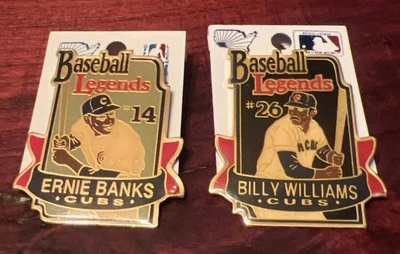 Baseball
Legends
#14
ERNIE BANKS
CUBS
Baseball
Legends
#26
BILLY WILLIAMS
CUBS